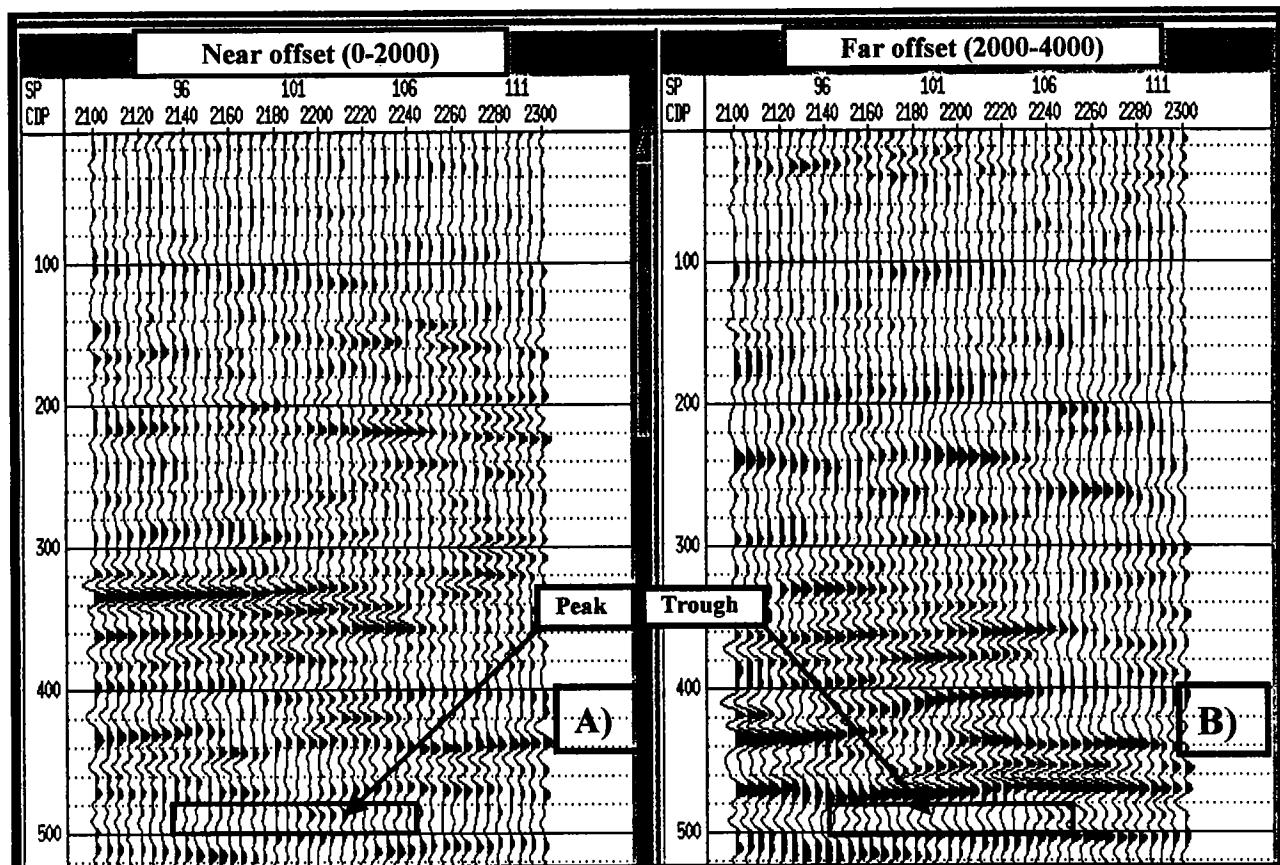 Near offset (0-2000)
SP 96 101 106 111
CDP 2100 2120 2140 2160 2180 2200 2220 2240 2260 2280 2300
100
200
300
400
500
Peak
A)
Far offset (2000-4000)
SP 96 101 106 111
CDP 2100 2120 2140 2160 2180 2200 2220 2240 2260 2280 2300
100
200
300
400
500
Trough
B)